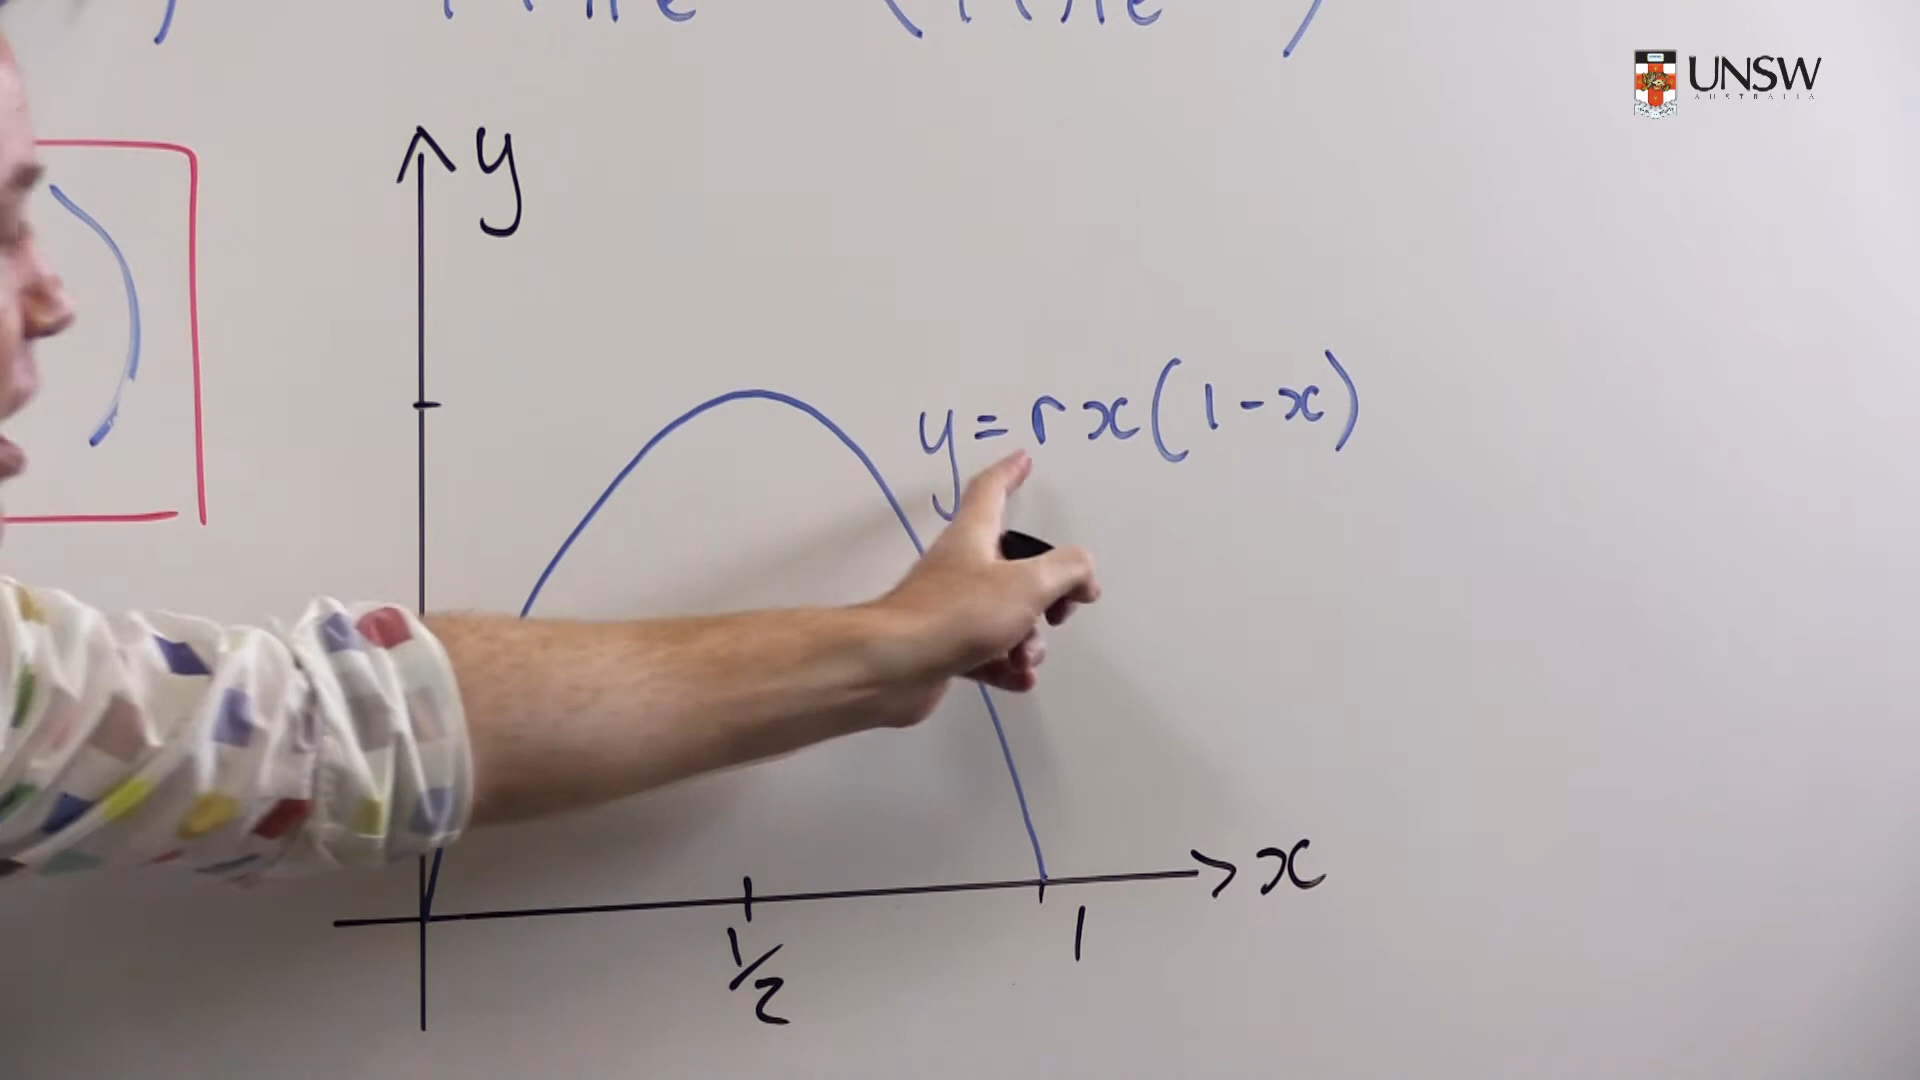 UNSW
AUSTRALIA
y
y=rx(1-x)
x
1/2
1